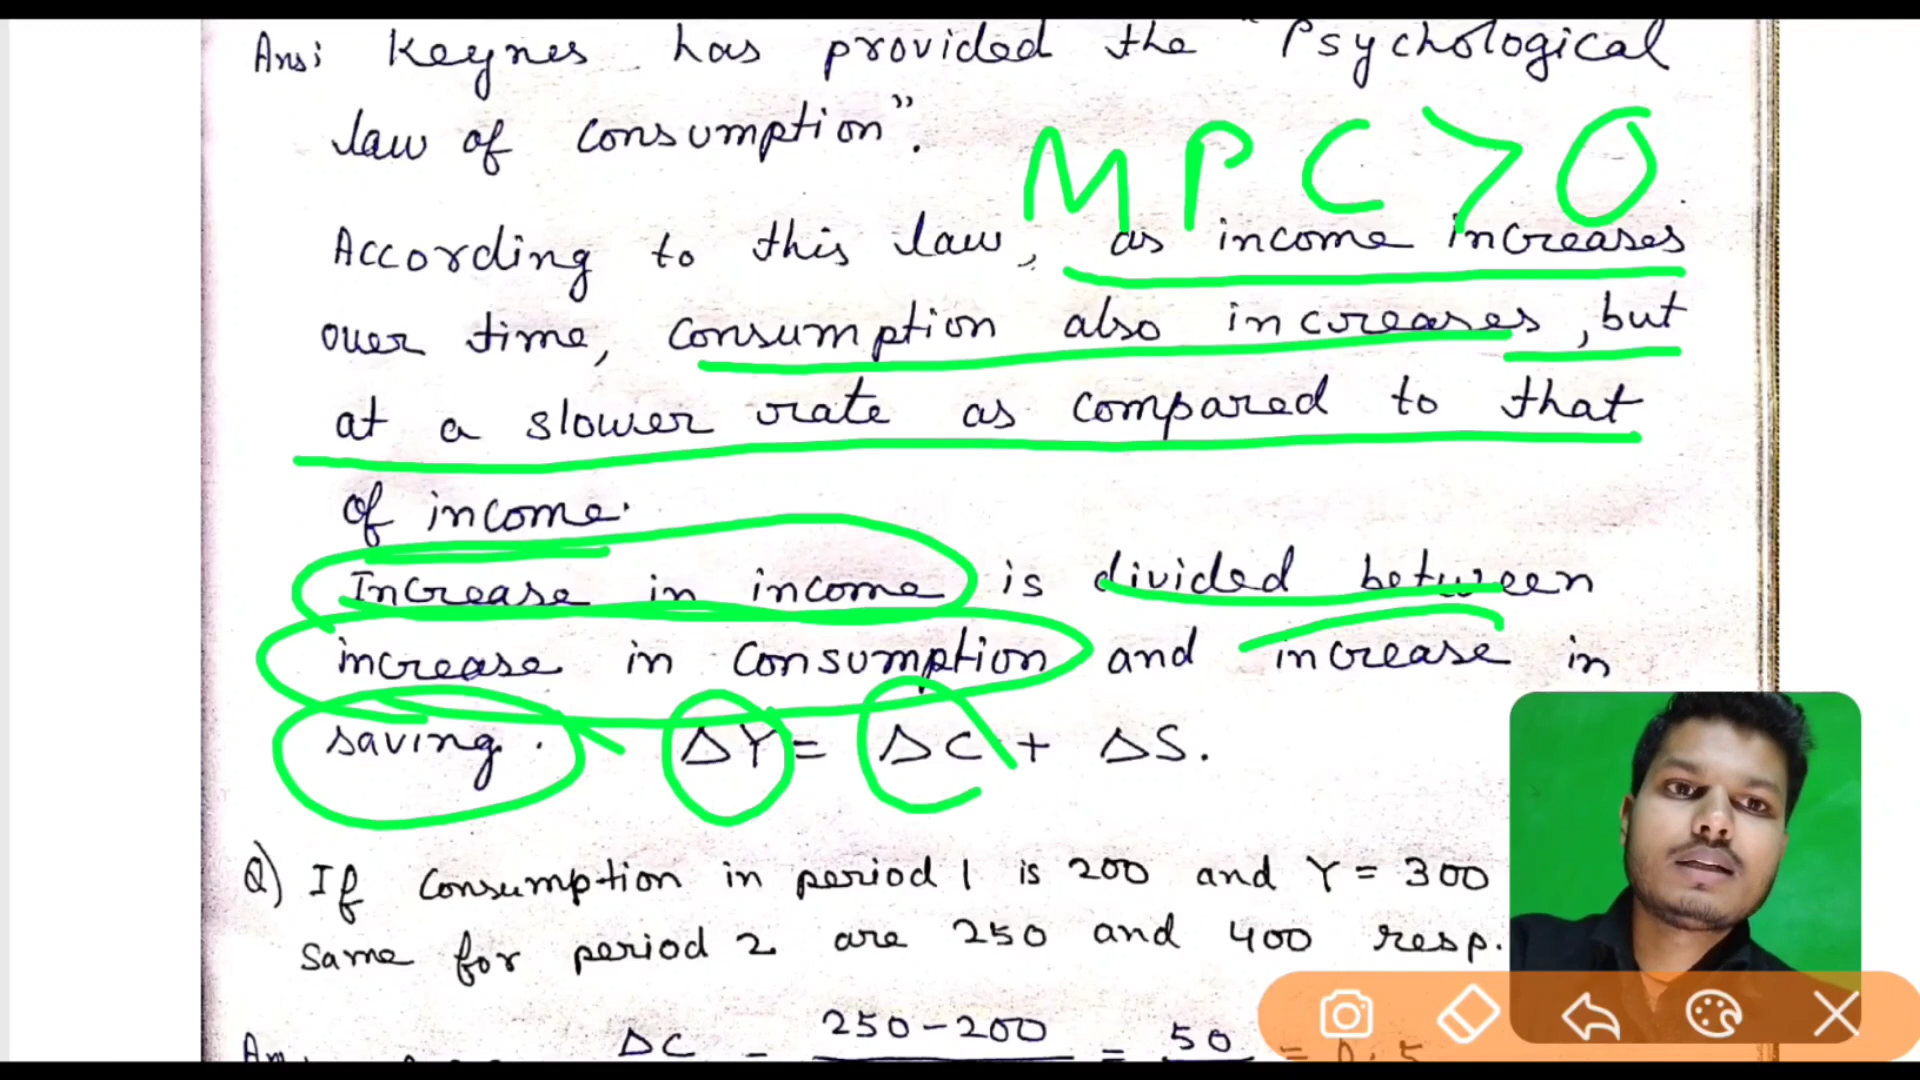 Ans: Keynes has provided the "Psychological
law of consumption".
MPC > 0
According to this law, as income increases
over time, consumption also increases, but
at a slower rate as compared to that
of income.
Increase in income is divided between
increase in consumption and increase in
saving. ΔY = ΔC + ΔS.
Q) If consumption in period 1 is 200 and Y = 300
same for period 2 are 250 and 400 resp.
ΔC = 250-200 = 50 = 0.5